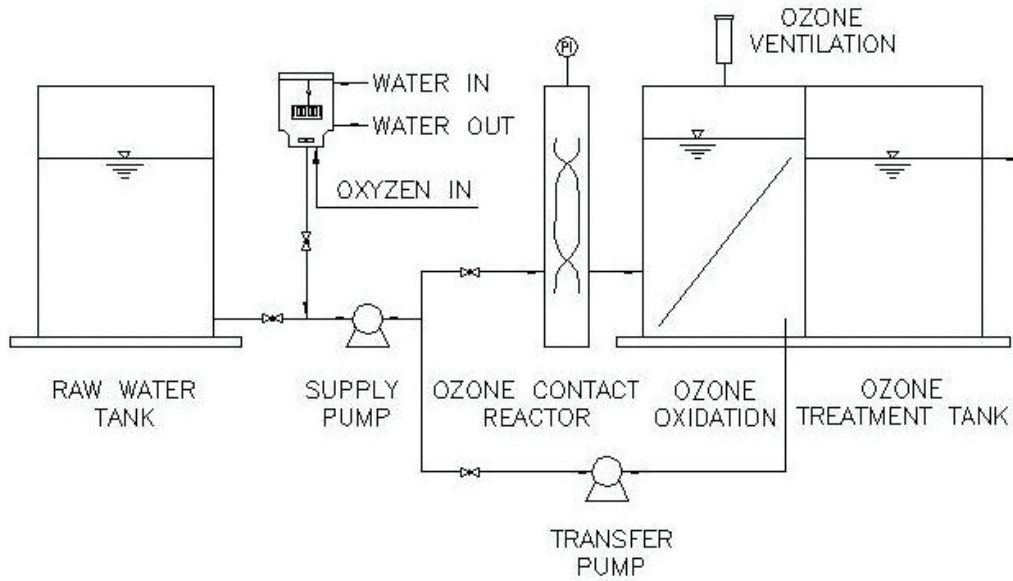 OZONE
VENTILATION
PI
WATER IN
WATER OUT
OXYZEN IN
RAW WATER
TANK
SUPPLY
PUMP
OZONE CONTACT
REACTOR
OZONE
OXIDATION
OZONE
TREATMENT TANK
TRANSFER
PUMP